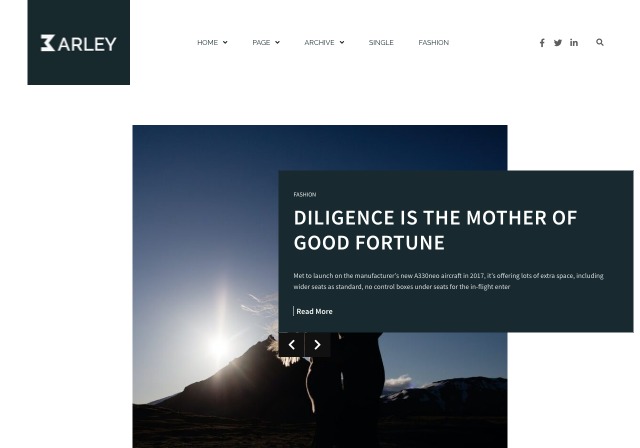 ARLEY
HOME
PAGE
ARCHIVE
SINGLE
FASHION
FASHION
DILIGENCE IS THE MOTHER OF
GOOD FORTUNE
Met to launch on the manufacturer's new A330neo aircraft in 2017, it's offering lots of extra space, including
wider seats as standard, no control boxes under seats for the in-flight enter
Read More